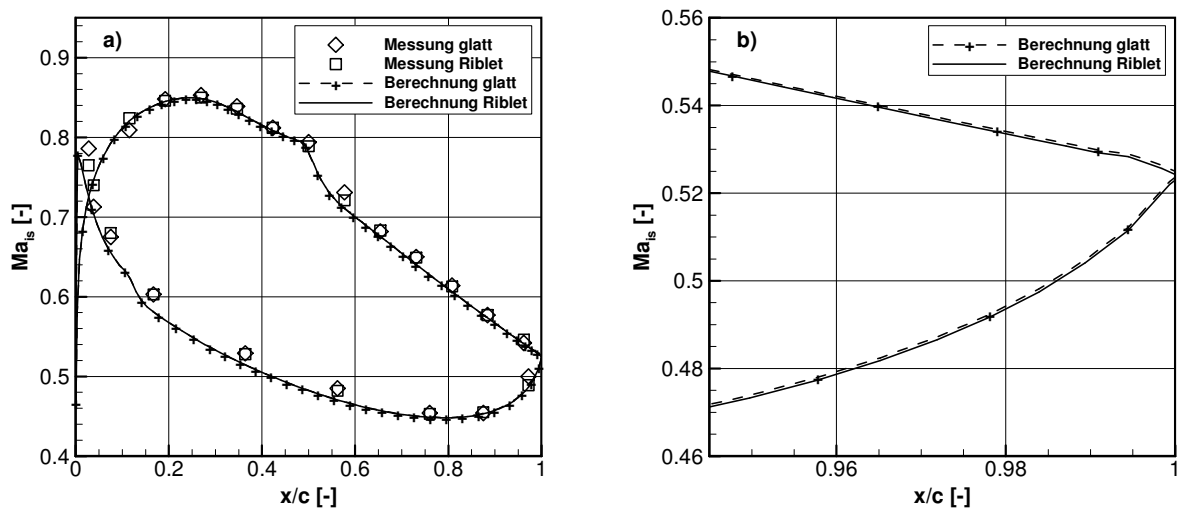 a)
Messung glatt
Messung Riblet
Berechnung glatt
Berechnung Riblet
Ma_is [-]
0.9
0.8
0.7
0.6
0.5
0.4
0
0.2
0.4
0.6
0.8
1
x/c [-]
b)
Berechnung glatt
Berechnung Riblet
Ma_is [-]
0.56
0.54
0.52
0.5
0.48
0.46
0.96
0.98
1
x/c [-]